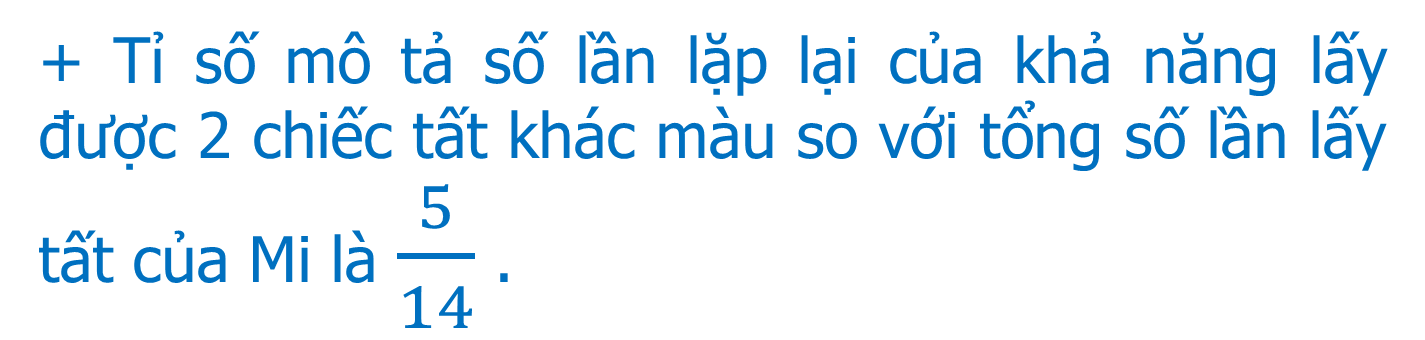 + Tỉ số mô tả số lần lặp lại của khả năng lấy
được 2 chiếc tất khác màu so với tổng số lần lấy
tất của Mi là 5/14 .